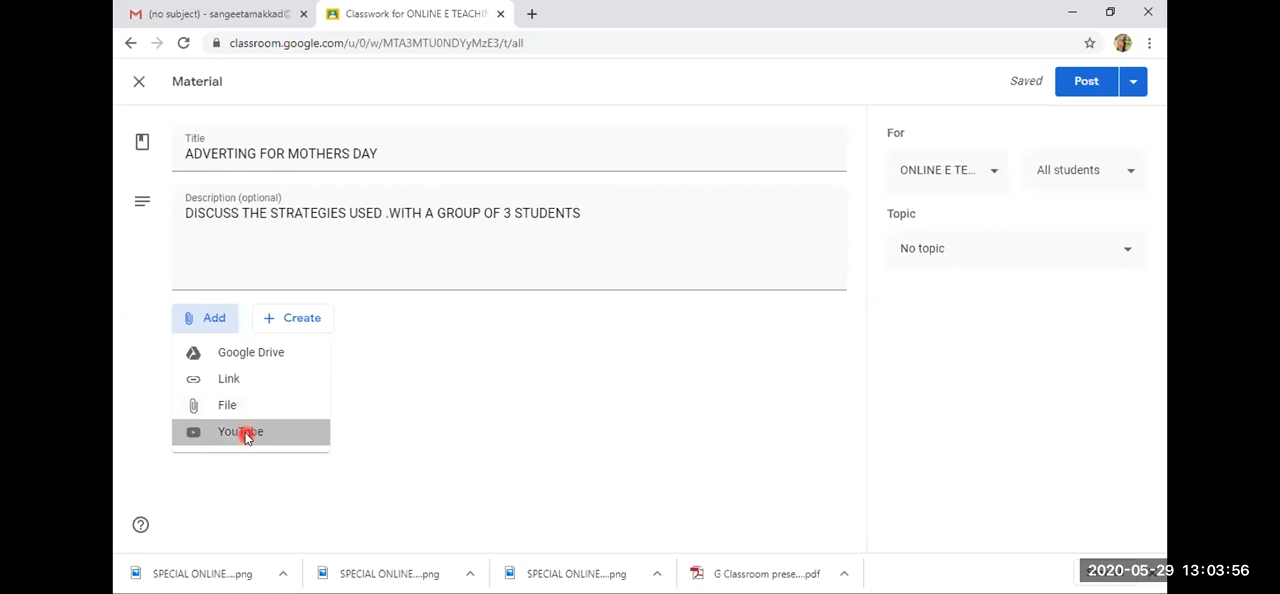 (no subject) - sangeetamakkad@
Classwork for ONLINE E TEACHIN
classroom.google.com/u/0/w/MTA3MTU0NDYyMzE3/t/all
Material
Saved
Post
Title
ADVERTING FOR MOTHERS DAY
Description (optional)
DISCUSS THE STRATEGIES USED .WITH A GROUP OF 3 STUDENTS
Add
Create
Google Drive
Link
File
YouTube
For
ONLINE E TE...
All students
Topic
No topic
SPECIAL ONLINE....png
SPECIAL ONLINE....png
SPECIAL ONLINE....png
G Classroom prese....pdf
2020-05-29 13:03:56